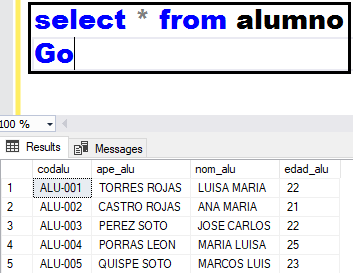 select * from alumno
Go
100 %
Results Messages
codalu ape_alu nom_alu edad_alu
1 ALU-001 TORRES ROJAS LUISA MARIA 22
2 ALU-002 CASTRO ROJAS ANA MARIA 21
3 ALU-003 PEREZ SOTO JOSE CARLOS 22
4 ALU-004 PORRAS LEON MARIA LUISA 25
5 ALU-005 QUISPE SOTO MARCOS LUIS 23